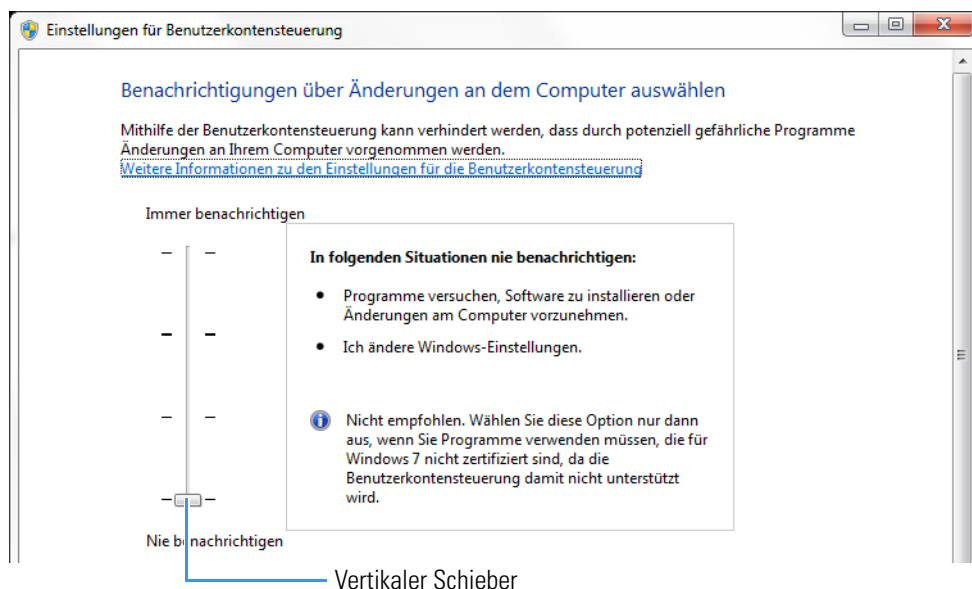 Einstellungen für Benutzerkontensteuerung
Benachrichtigungen über Änderungen an dem Computer auswählen
Mithilfe der Benutzerkontensteuerung kann verhindert werden, dass durch potenziell gefährliche Programme
Änderungen an Ihrem Computer vorgenommen werden.
Weitere Informationen zu den Einstellungen für die Benutzerkontensteuerung
Immer benachrichtigen
In folgenden Situationen nie benachrichtigen:
• Programme versuchen, Software zu installieren oder
Änderungen am Computer vorzunehmen.
• Ich ändere Windows-Einstellungen.
Nicht empfohlen. Wählen Sie diese Option nur dann
aus, wenn Sie Programme verwenden müssen, die für
Windows 7 nicht zertifiziert sind, da die
Benutzerkontensteuerung damit nicht unterstützt
wird.
Nie benachrichtigen
Vertikaler Schieber